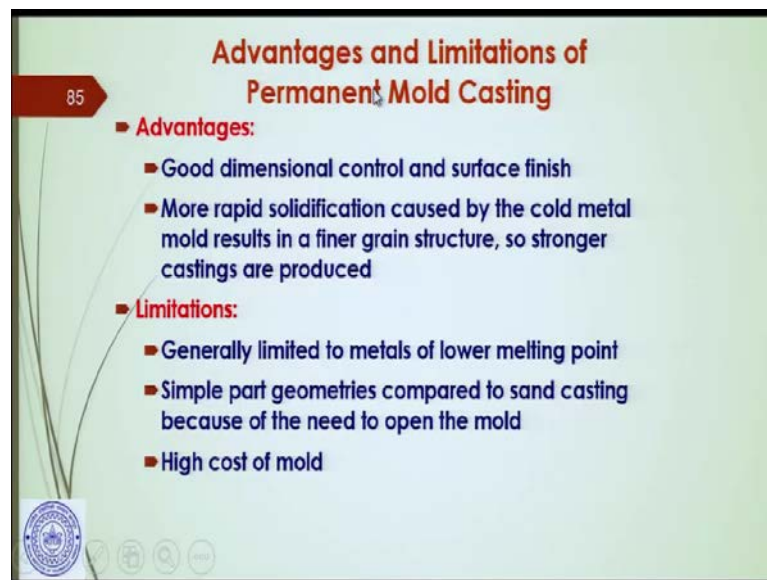 Advantages and Limitations of
Permanent Mold Casting
85
Advantages:
Good dimensional control and surface finish
More rapid solidification caused by the cold metal
mold results in a finer grain structure, so stronger
castings are produced
Limitations:
Generally limited to metals of lower melting point
Simple part geometries compared to sand casting
because of the need to open the mold
High cost of mold